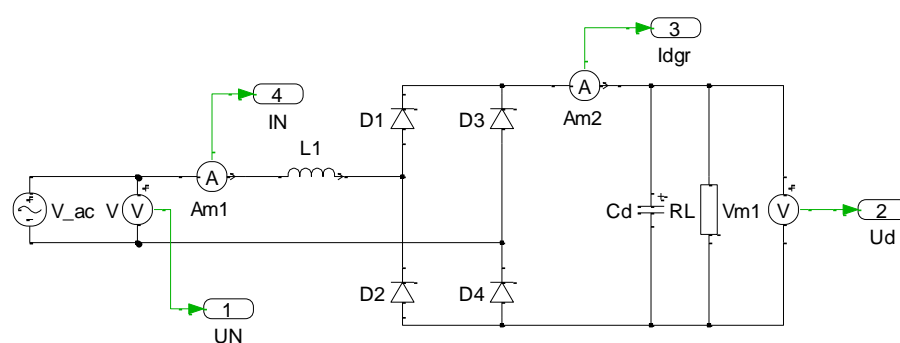 3
Idgr
4
IN
A
Am2
D1
D3
L1
A
Am1
V_ac
V
V
Cd
RL
Vm1
V
2
Ud
D2
D4
1
UN